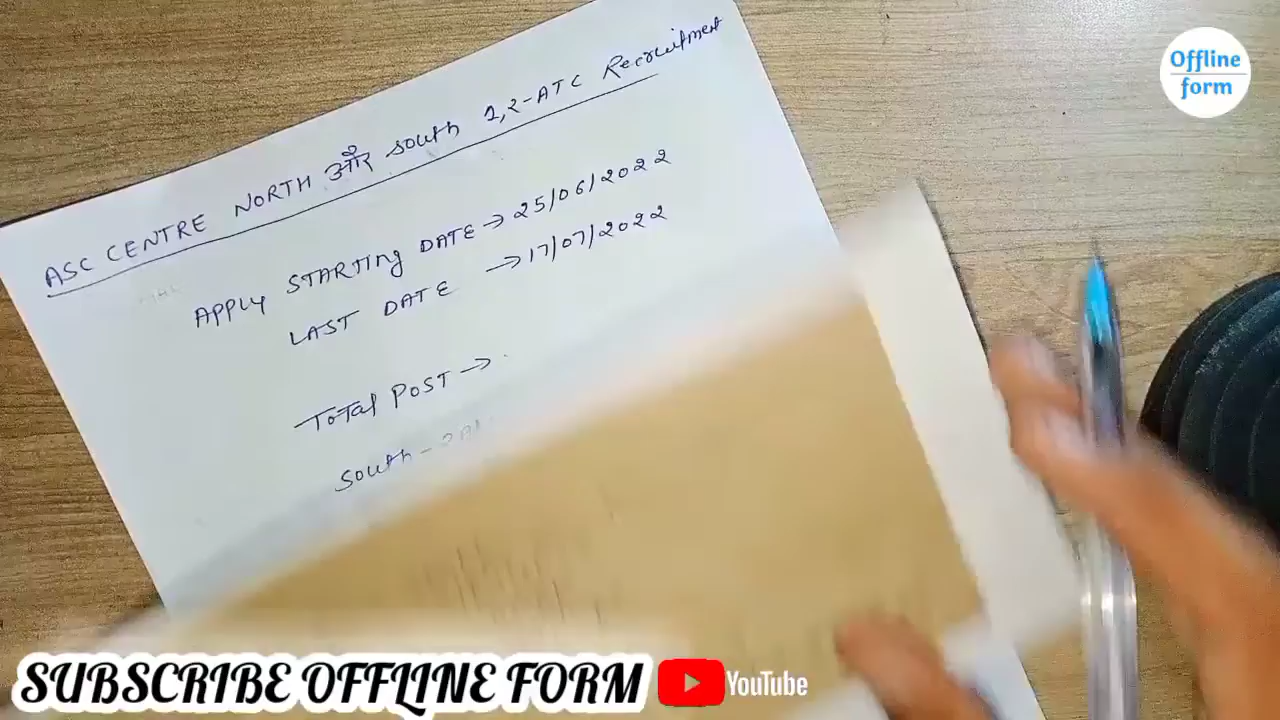 Offline
form
ASC CENTRE NORTH और south 1,2-ATC Recruitment
APPLY STARTING DATE → 25/06/2022
LAST DATE → 17/07/2022
Total POST →
South -
SUBSCRIBE OFFLINE FORM YouTube